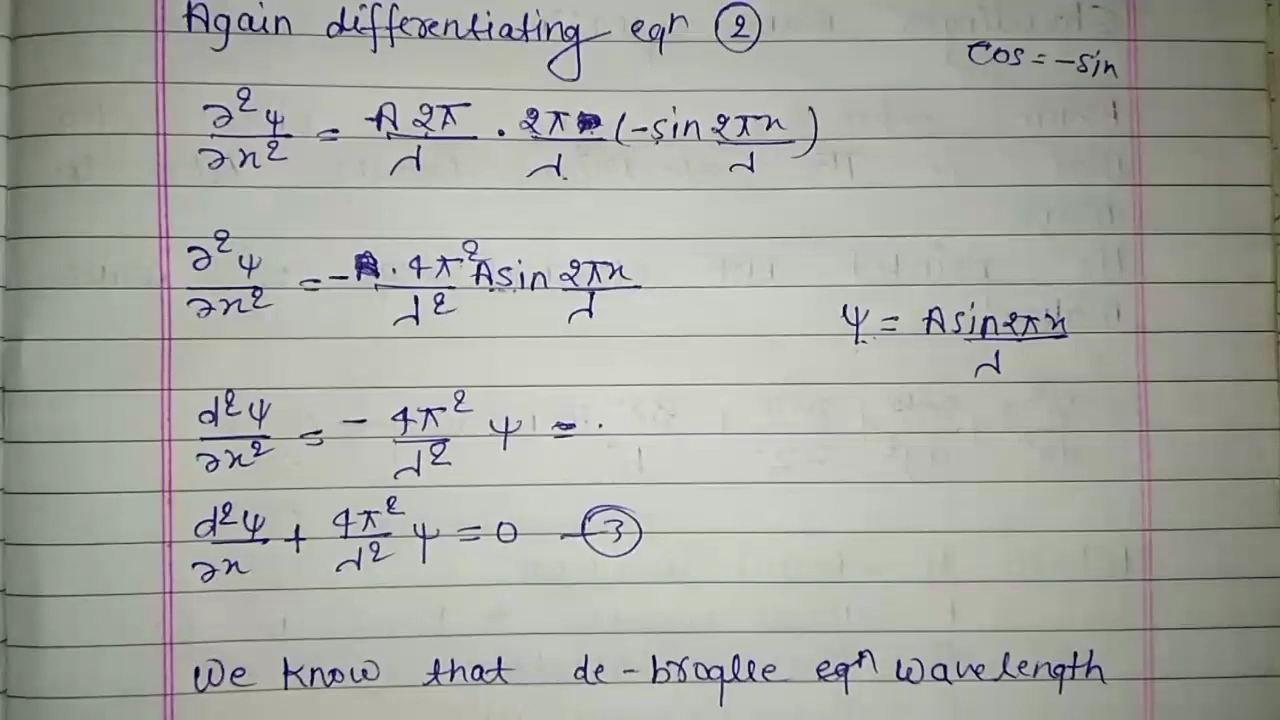 Again differentiating eqn ②
cos = -sin
∂²ψ/∂x² = A 2π/λ . 2π/λ (-sin 2πx/λ)
∂²ψ/∂x² = - . 4π²/λ² A sin 2πx/λ
ψ = A sin 2πx/λ
d²ψ/∂x² = - 4π²/λ² ψ = .
d²ψ/∂x + 4π²/λ² ψ = 0 — ③
We know that de-broglie eqn wavelength